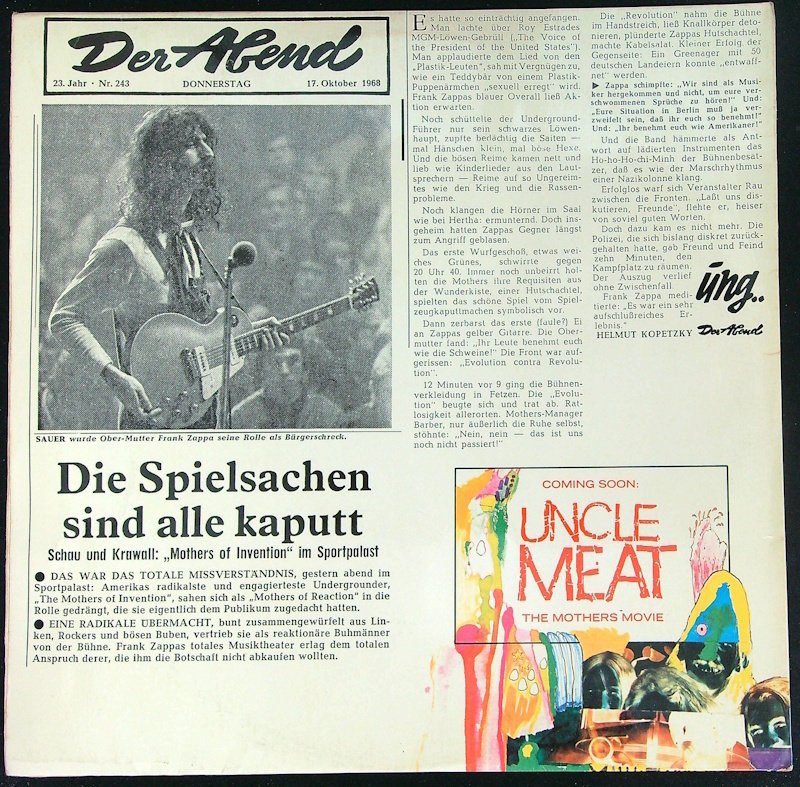 Der Abend
23. Jahr · Nr. 243 DONNERSTAG 17. Oktober 1968
SAUER wurde Ober-Mutter Frank Zappa seine Rolle als Bürgerschreck.
Die Spielsachen
sind alle kaputt
Schau und Krawall: „Mothers of Invention" im Sportpalast
● DAS WAR DAS TOTALE MISSVERSTÄNDNIS, gestern abend im
Sportpalast: Amerikas radikalste und engagierteste Undergrounder,
„The Mothers of Invention", sahen sich als „Mothers of Reaction" in die
Rolle gedrängt, die sie eigentlich dem Publikum zugedacht hatten.
● EINE RADIKALE ÜBERMACHT, bunt zusammengewürfelt aus Lin-
ken, Rockers und bösen Buben, vertrieb sie als reaktionäre Buhmänner
von der Bühne. Frank Zappas totales Musiktheater erlag dem totalen
Anspruch derer, die ihm die Botschaft nicht abkaufen wollten.
Es hatte so einträchtig angefangen.
Man lachte über Roy Estrades
MGM-Löwen-Gebrüll („The Voice of
the President of the United States").
Man applaudierte dem Lied von den
„Plastik-Leuten", sah mit Vergnügen zu,
wie ein Teddybär von einem Plastik-
Puppenärmchen „sexuell erregt" wird.
Frank Zappas blauer Overall ließ Ak-
tion erwarten.
Noch schüttelte der Underground-
Führer nur sein schwarzes Löwen-
haupt, zupfte bedächtig die Saiten —
mal Hänschen klein, mal böse Hexe.
Und die bösen Reime kamen nett und
lieb wie Kinderlieder aus den Laut-
sprechern — Reime auf so Ungereim-
tes wie den Krieg und die Rassen-
probleme.
Noch klangen die Hörner im Saal
wie bei Hertha: ermunternd. Doch ins-
geheim hatten Zappas Gegner längst
zum Angriff geblasen.
Das erste Wurfgeschoß, etwas wei-
ches Grünes, schwirrte gegen
20 Uhr 40. Immer noch unbeirrt hol-
ten die Mothers ihre Requisiten aus
der Wunderkiste, einer Hutschachtel,
spielten das schöne Spiel vom Spiel-
zeugkaputtmachen symbolisch vor.
Dann zerbarst das erste (faule?) Ei
an Zappas gelber Gitarre. Die Ober-
mutter fand: „Ihr Leute benehmt euch
wie die Schweine!" Die Front war auf-
gerissen: „Evolution contra Revolu-
tion".
12 Minuten vor 9 ging die Bühnen-
verkleidung in Fetzen. Die „Evolu-
tion" beugte sich und trat ab. Rat-
losigkeit allerorten. Mothers-Manager
Barber, nur äußerlich die Ruhe selbst,
stöhnte: „Nein, nein — das ist uns
noch nicht passiert!"
Die „Revolution" nahm die Bühne
im Handstreich, ließ Knallkörper deto-
nieren, plünderte Zappas Hutschachtel,
machte Kabelsalat. Kleiner Erfolg der
Gegenseite: Ein Greenager mit 50
deutschen Landeiern konnte „entwaff-
net" werden.
▶ Zappa schimpfte: „Wir sind als Musi-
ker hergekommen und nicht, um eure ver-
schwommenen Sprüche zu hören!" Und:
„Eure Situation in Berlin muß ja ver-
zweifelt sein, daß ihr euch so benehmt!"
Und: „Ihr benehmt euch wie Amerikaner!"
Und die Band hämmerte als Ant-
wort auf lädierten Instrumenten das
Ho-ho-Ho-chi-Minh der Bühnenbesat-
zer, daß es wie der Marschrhythmus
einer Nazikolonne klang.
Erfolglos warf sich Veranstalter Rau
zwischen die Fronten. „Laßt uns dis-
kutieren, Freunde", flehte er, heiser
von soviel guten Worten.
Doch dazu kam es nicht mehr. Die
Polizei, die sich bislang diskret zurück-
gehalten hatte, gab Freund und Feind
zehn Minuten, den
Kampfplatz zu räumen.
Der Auszug verlief
ohne Zwischenfall.
Frank Zappa medi-
tierte: „Es war ein sehr
aufschlußreiches Er-
lebnis."
HELMUT KOPETZKY
üng..
Der Abend
COMING SOON:
UNCLE
MEAT
THE MOTHERS MOVIE